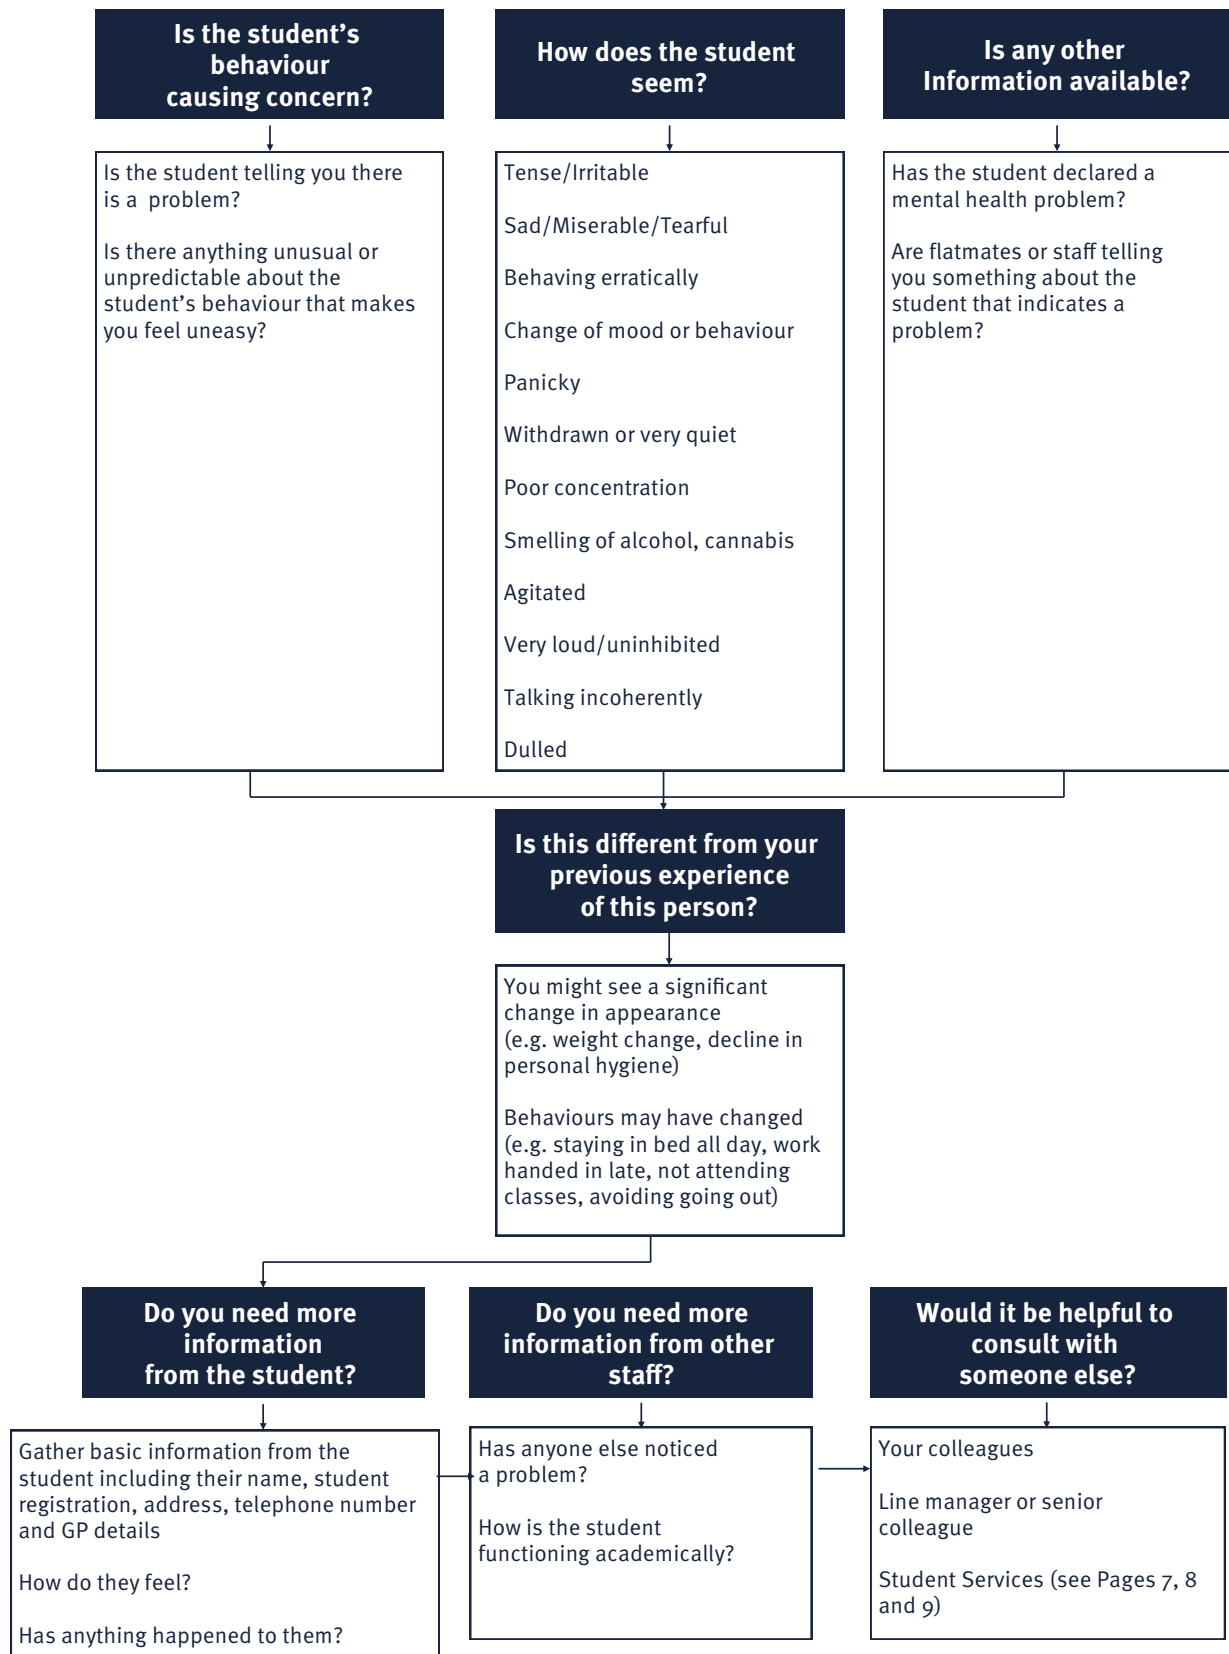 Is the student’s
behaviour
causing concern?
Is the student telling you there
is a problem?
Is there anything unusual or
unpredictable about the
student’s behaviour that makes
you feel uneasy?
How does the student
seem?
Tense/Irritable
Sad/Miserable/Tearful
Behaving erratically
Change of mood or behaviour
Panicky
Withdrawn or very quiet
Poor concentration
Smelling of alcohol, cannabis
Agitated
Very loud/uninhibited
Talking incoherently
Dulled
Is any other
Information available?
Has the student declared a
mental health problem?
Are flatmates or staff telling
you something about the
student that indicates a
problem?
Is this different from your
previous experience
of this person?
You might see a significant
change in appearance
(e.g. weight change, decline in
personal hygiene)
Behaviours may have changed
(e.g. staying in bed all day, work
handed in late, not attending
classes, avoiding going out)
Do you need more
information
from the student?
Gather basic information from the
student including their name, student
registration, address, telephone number
and GP details
How do they feel?
Has anything happened to them?
Do you need more
information from other
staff?
Has anyone else noticed
a problem?
How is the student
functioning academically?
Would it be helpful to
consult with
someone else?
Your colleagues
Line manager or senior
colleague
Student Services (see Pages 7, 8
and 9)